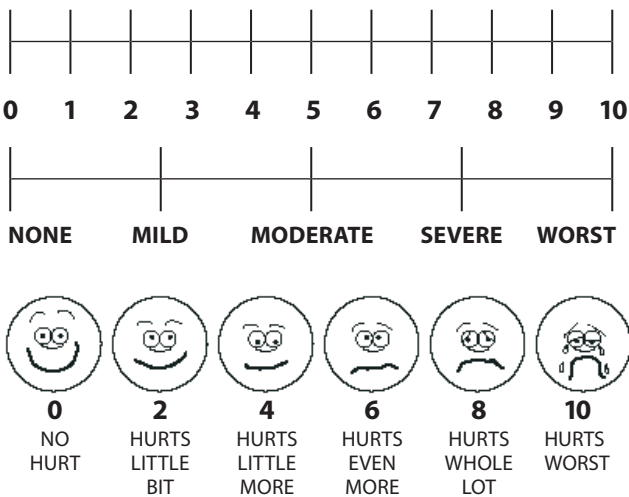 0 1 2 3 4 5 6 7 8 9 10
NONE MILD MODERATE SEVERE WORST
0 2 4 6 8 10
NO HURTS HURTS HURTS HURTS HURTS
HURT LITTLE LITTLE EVEN WHOLE WORST
BIT MORE MORE LOT